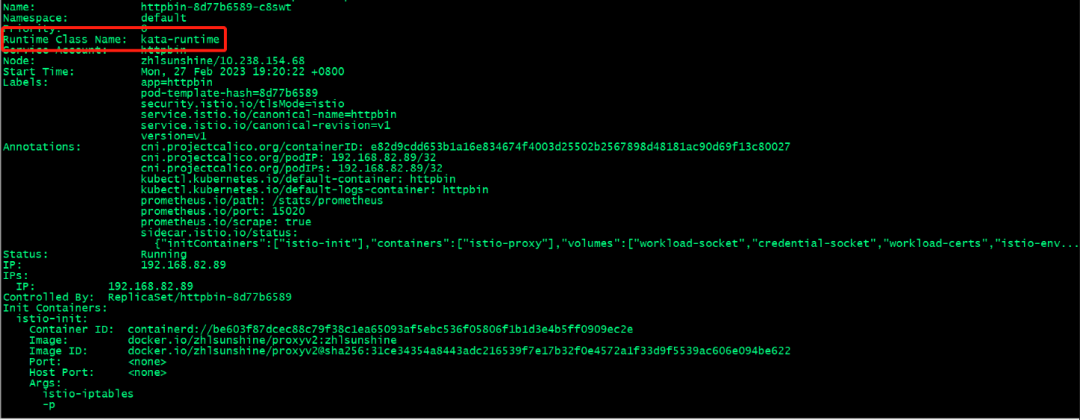 Name: httpbin-8d77b6589-c8swt
Namespace: default
Priority: 0
Runtime Class Name: kata-runtime
Service Account: httpbin
Node: zhlsunshine/10.238.154.68
Start Time: Mon, 27 Feb 2023 19:20:22 +0800
Labels: app=httpbin
pod-template-hash=8d77b6589
security.istio.io/tlsMode=istio
service.istio.io/canonical-name=httpbin
service.istio.io/canonical-revision=v1
version=v1
Annotations: cni.projectcalico.org/containerID: e82d9cdd653b1a16e834674f4003d25502b2567898d48181ac90d69f13c80027
cni.projectcalico.org/podIP: 192.168.82.89/32
cni.projectcalico.org/podIPs: 192.168.82.89/32
kubectl.kubernetes.io/default-container: httpbin
kubectl.kubernetes.io/default-logs-container: httpbin
prometheus.io/path: /stats/prometheus
prometheus.io/port: 15020
prometheus.io/scrape: true
sidecar.istio.io/status:
{"initContainers":["istio-init"],"containers":["istio-proxy"],"volumes":["workload-socket","credential-socket","workload-certs","istio-env...
Status: Running
IP: 192.168.82.89
IPs:
IP: 192.168.82.89
Controlled By: ReplicaSet/httpbin-8d77b6589
Init Containers:
istio-init:
Container ID: containerd://be603f87dcec88c79f38c1ea65093af5ebc536f05806f1b1d3e4b5ff0909ec2e
Image: docker.io/zhlsunshine/proxyv2:zhlsunshine
Image ID: docker.io/zhlsunshine/proxyv2@sha256:31ce34354a8443adc216539f7e17b32f0e4572a1f33d9f5539ac606e094be622
Port: <none>
Host Port: <none>
Args:
istio-iptables
-p